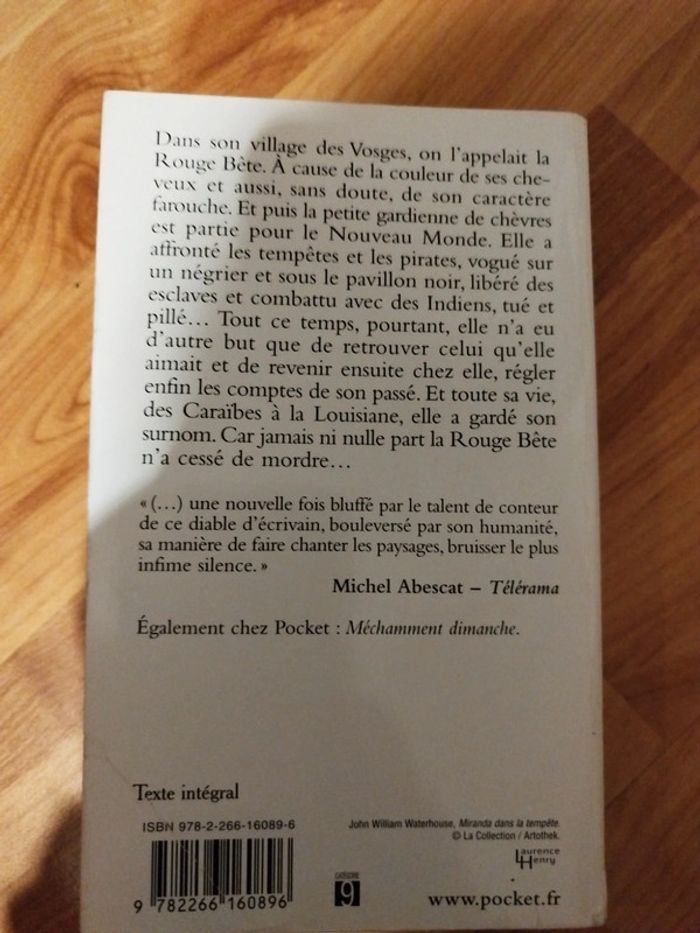 Dans son village des Vosges, on l'appelait la
Rouge Bête. À cause de la couleur de ses che-
veux et aussi, sans doute, de son caractère
farouche. Et puis la petite gardienne de chèvres
est partie pour le Nouveau Monde. Elle a
affronté les tempêtes et les pirates, vogué sur
un négrier et sous le pavillon noir, libéré des
esclaves et combattu avec des Indiens, tué et
pillé… Tout ce temps, pourtant, elle n'a eu
d'autre but que de retrouver celui qu'elle
aimait et de revenir ensuite chez elle, régler
enfin les comptes de son passé. Et toute sa vie,
des Caraïbes à la Louisiane, elle a gardé son
surnom. Car jamais ni nulle part la Rouge Bête
n'a cessé de mordre…
« (…) une nouvelle fois bluffé par le talent de conteur
de ce diable d'écrivain, bouleversé par son humanité,
sa manière de faire chanter les paysages, bruisser le plus
infime silence. »
Michel Abescat – Télérama
Également chez Pocket : Méchamment dimanche.
Texte intégral
ISBN 978-2-266-16089-6
John William Waterhouse, Miranda dans la tempête.
© La Collection / Artothek.
Laurence
Henry
CATÉGORIE
9
9 782266 160896
www.pocket.fr